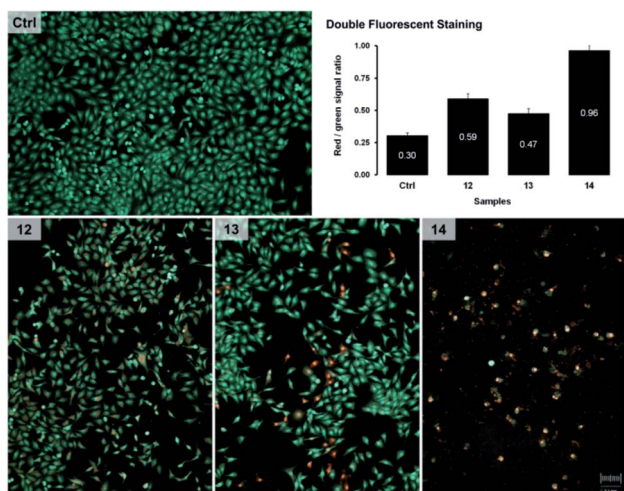 Ctrl
Double Fluorescent Staining
Red / green signal ratio
1.00
0.75
0.50
0.25
0.00
0.30
0.59
0.47
0.96
Ctrl 12 13 14
Samples
12
13
14